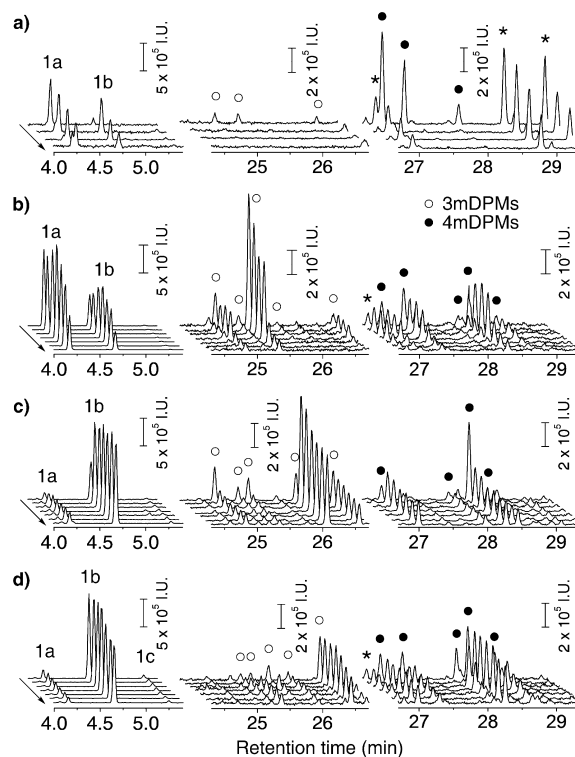 a)
1a
1b
5 x 10⁵ I.U.
2 x 10⁵ I.U.
*
*
*
2 x 10⁵ I.U.
4.0 4.5 5.0 25 26 27 28 29
b)
1a
1b
5 x 10⁵ I.U.
2 x 10⁵ I.U.
○ 3mDPMs
● 4mDPMs
*
2 x 10⁵ I.U.
4.0 4.5 5.0 25 26 27 28 29
c)
1a
1b
5 x 10⁵ I.U.
2 x 10⁵ I.U.
2 x 10⁵ I.U.
4.0 4.5 5.0 25 26 27 28 29
d)
1a
1b
1c
5 x 10⁵ I.U.
2 x 10⁵ I.U.
*
2 x 10⁵ I.U.
4.0 4.5 5.0 25 26 27 28 29
Retention time (min)